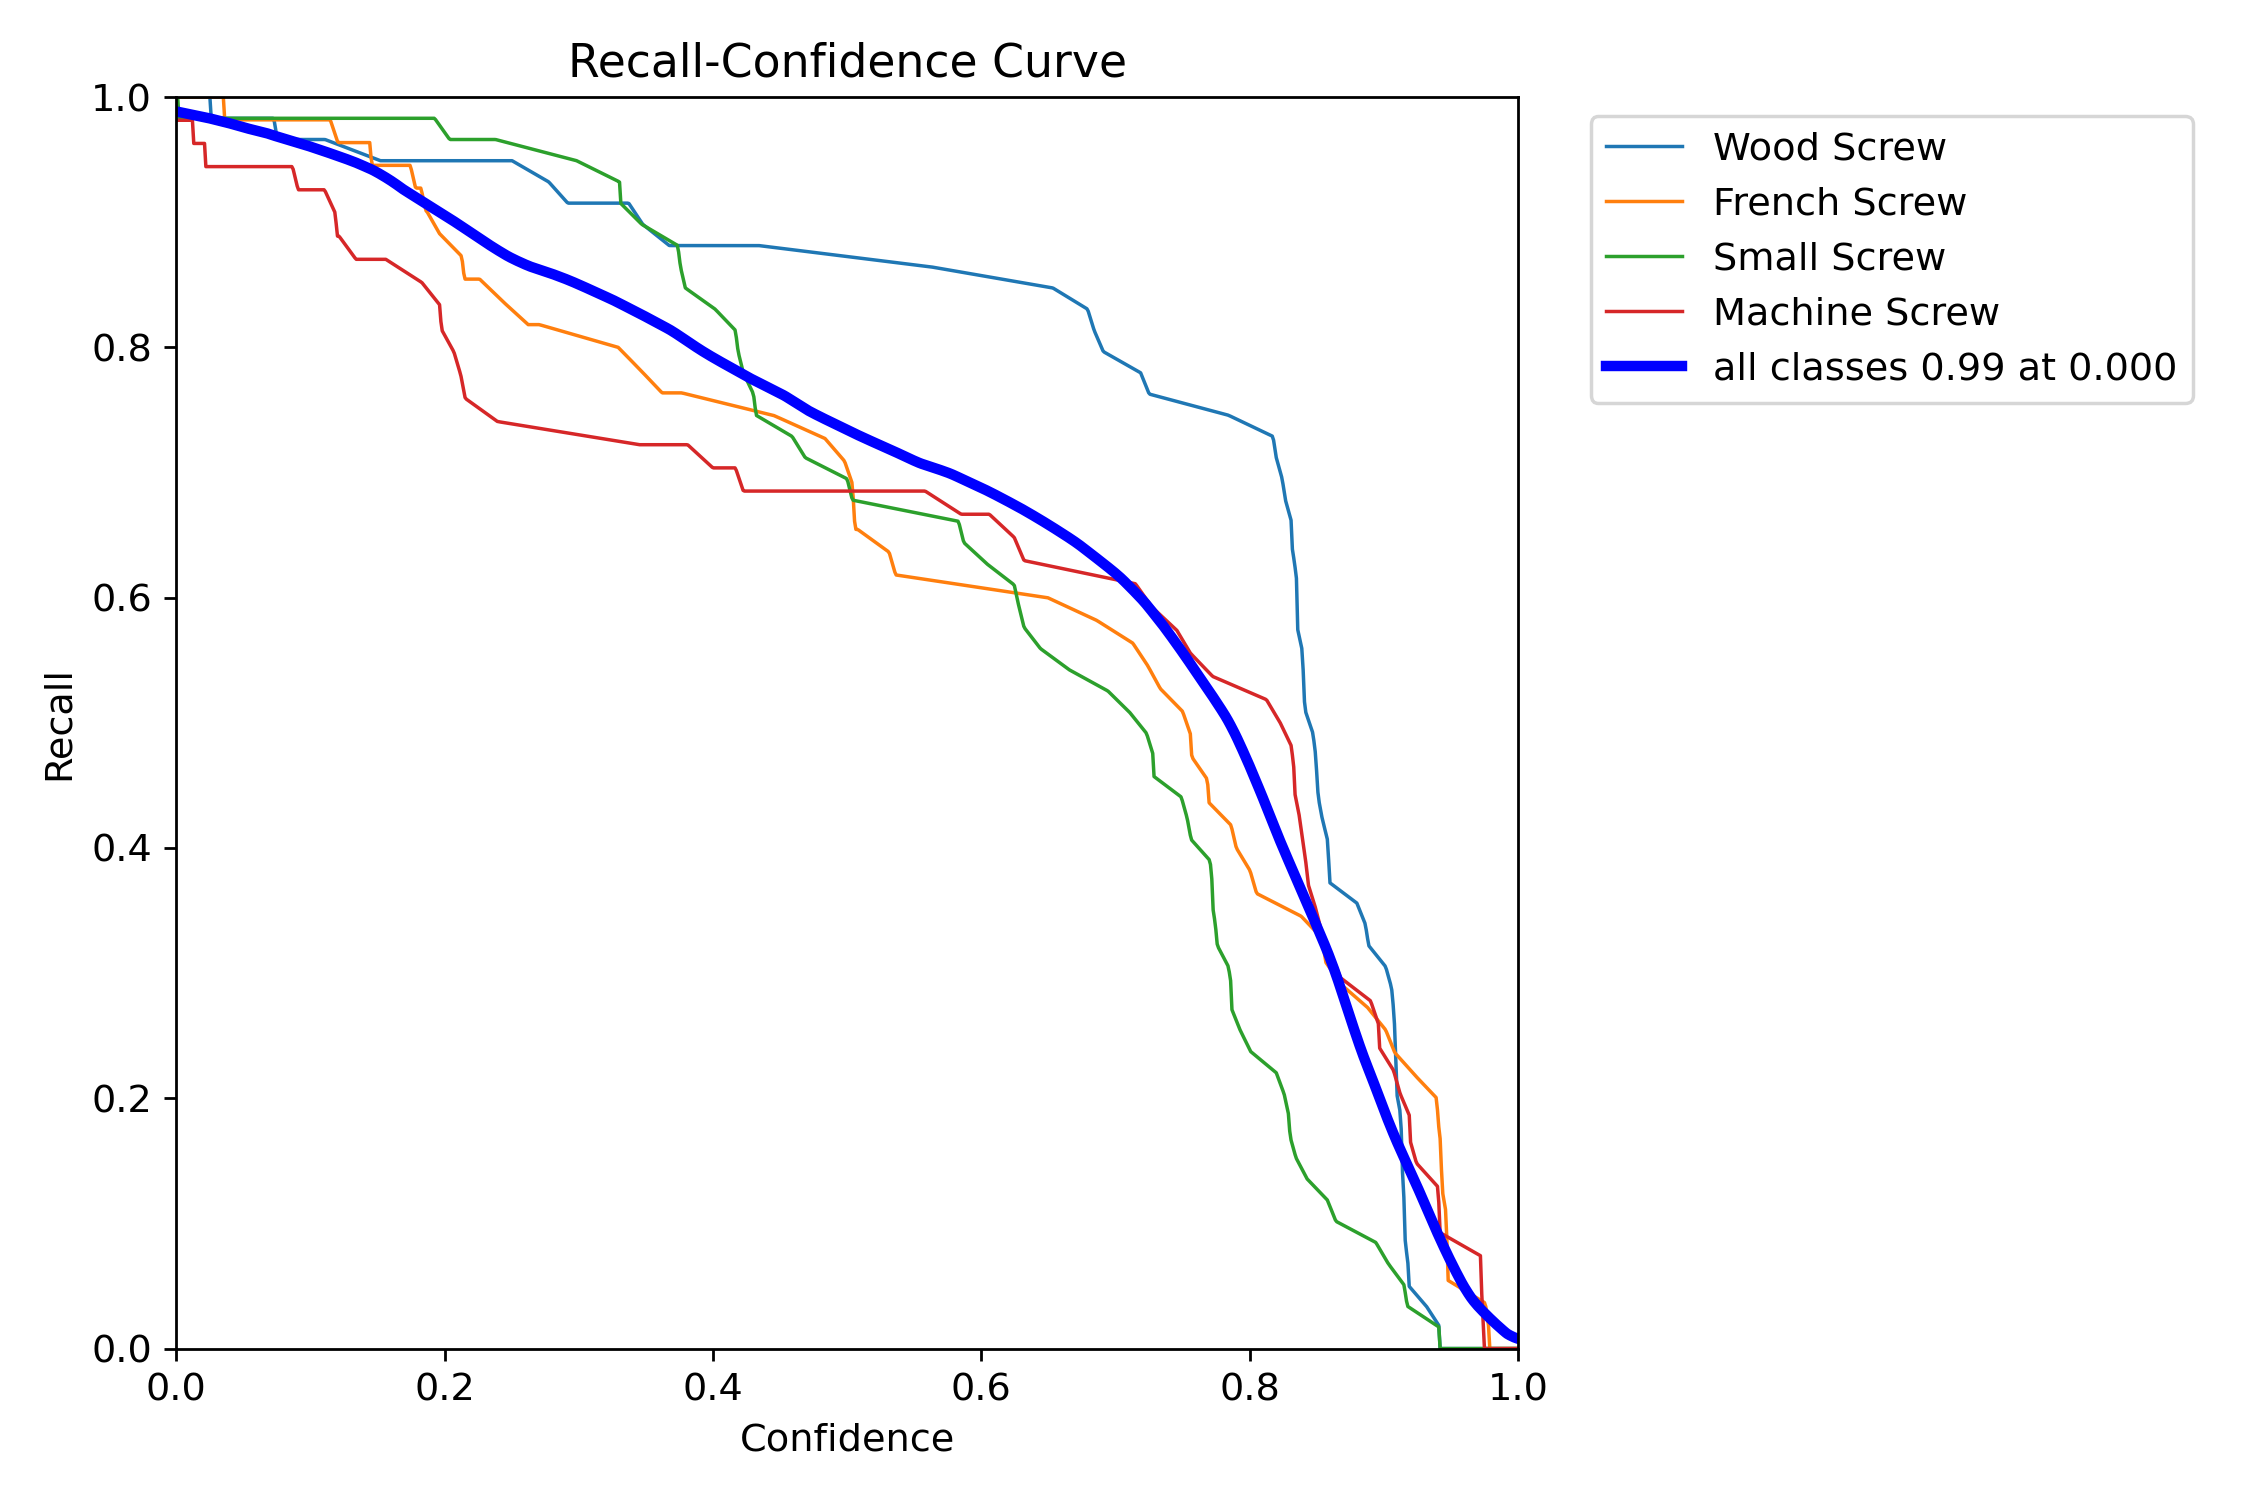 Recall-Confidence Curve
1.0
0.8
0.6
0.4
0.2
0.0
Recall
0.0 0.2 0.4 0.6 0.8 1.0
Confidence
Wood Screw
French Screw
Small Screw
Machine Screw
all classes 0.99 at 0.000